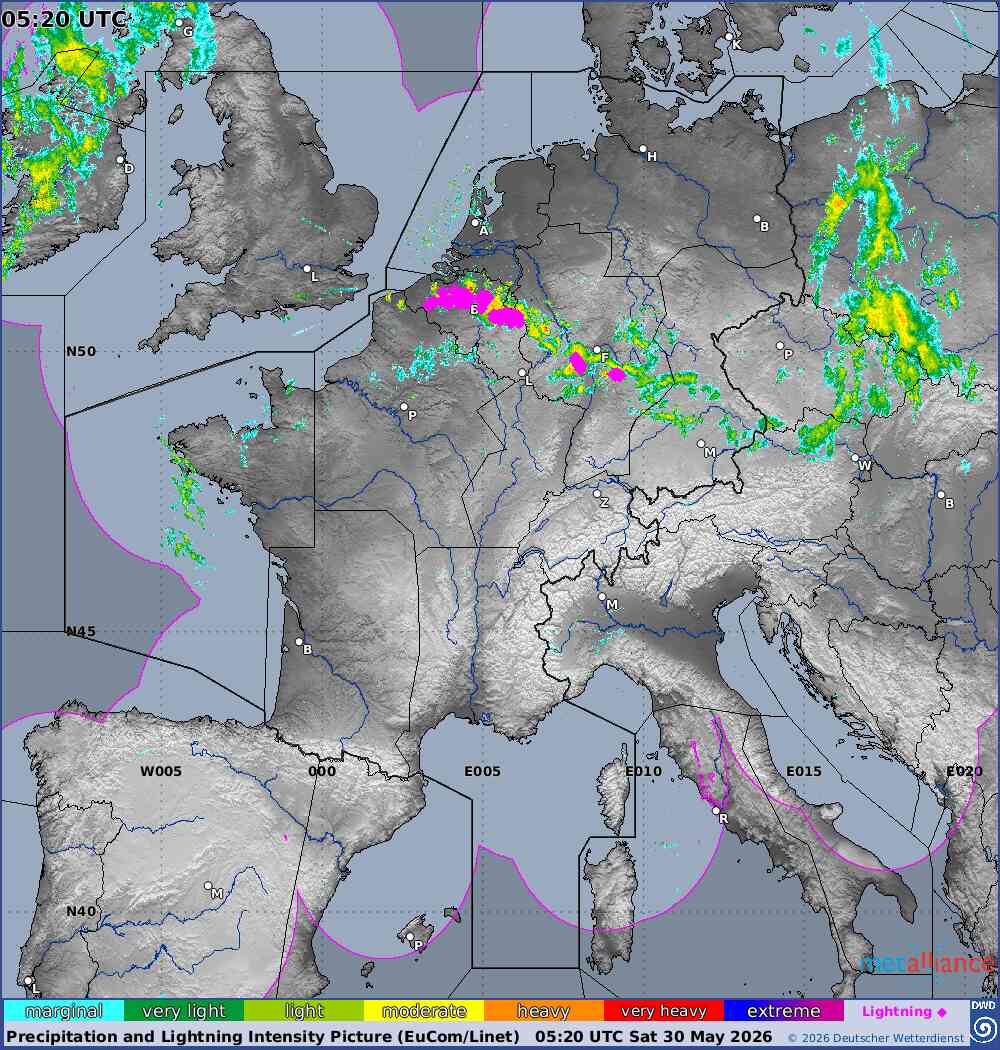 05:20 UTC
G
K
H
D
A
B
L
B
N50
P
F
L
P
M
W
Z
B
M
N45
B
W005
000
E005
E010
E015
E020
R
M
N40
P
L
metalliance
marginal
very light
light
moderate
heavy
very heavy
extreme
Lightning ◆
DWD
Precipitation and Lightning Intensity Picture (EuCom/Linet) 05:20 UTC Sat 30 May 2026 © 2026 Deutscher Wetterdienst